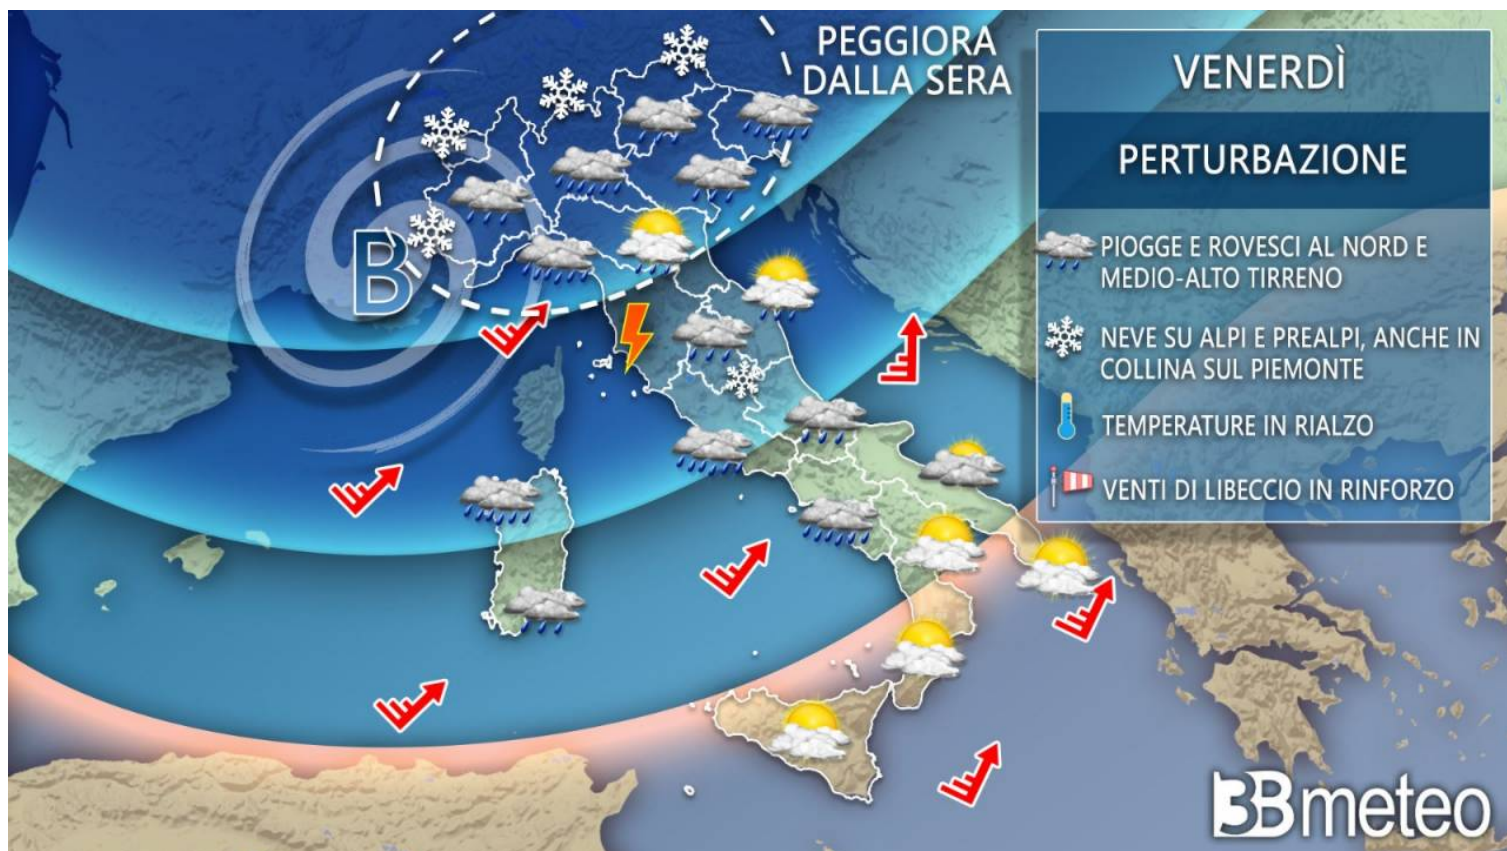 PEGGIORA
DALLA SERA
VENERDÌ
PERTURBAZIONE
PIOGGE E ROVESCI AL NORD E
MEDIO-ALTO TIRRENO
NEVE SU ALPI E PREALPI, ANCHE IN
COLLINA SUL PIEMONTE
TEMPERATURE IN RIALZO
VENTI DI LIBECCIO IN RINFORZO
B
3Bmeteo